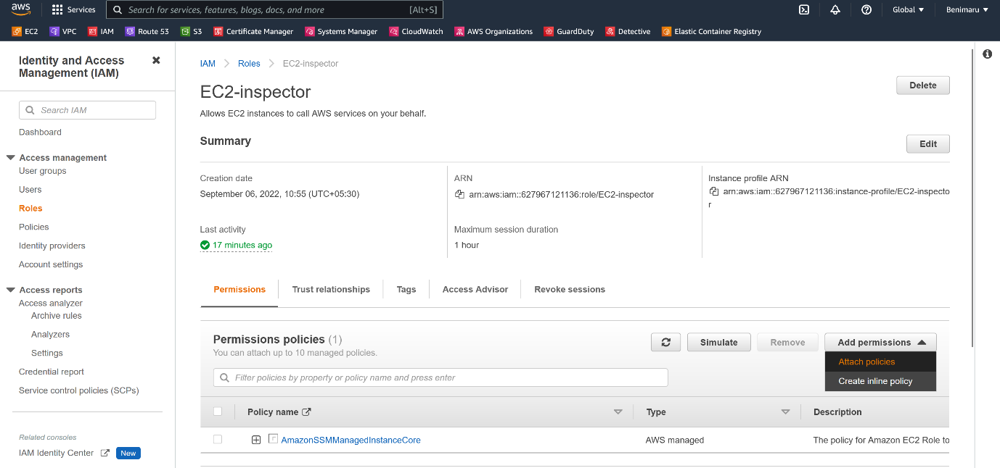 aws
Services
Search for services, features, blogs, docs, and more
[Alt+S]
Global
Benimaru
EC2
VPC
IAM
Route 53
S3
Certificate Manager
Systems Manager
CloudWatch
AWS Organizations
GuardDuty
Detective
Elastic Container Registry
Identity and Access
Management (IAM)
Search IAM
Dashboard
Access management
User groups
Users
Roles
Policies
Identity providers
Account settings
Access reports
Access analyzer
Archive rules
Analyzers
Settings
Credential report
Service control policies (SCPs)
Related consoles
IAM Identity Center
New
IAM
Roles
EC2-inspector
EC2-inspector
Delete
Allows EC2 instances to call AWS services on your behalf.
Summary
Edit
Creation date
September 06, 2022, 10:55 (UTC+05:30)
ARN
arn:aws:iam::627967121136:role/EC2-inspector
Instance profile ARN
arn:aws:iam::627967121136:instance-profile/EC2-inspecto
r
Last activity
17 minutes ago
Maximum session duration
1 hour
Permissions
Trust relationships
Tags
Access Advisor
Revoke sessions
Permissions policies (1)
You can attach up to 10 managed policies.
Simulate
Remove
Add permissions
Attach policies
Create inline policy
Filter policies by property or policy name and press enter
Policy name
Type
Description
AmazonSSMManagedInstanceCore
AWS managed
The policy for Amazon EC2 Role to